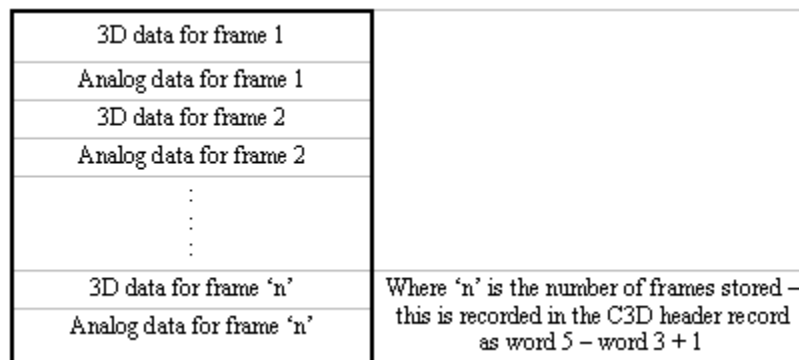 3D data for frame 1
Analog data for frame 1
3D data for frame 2
Analog data for frame 2
:
:
:
3D data for frame ‘n’
Analog data for frame ‘n’
Where ‘n’ is the number of frames stored –
this is recorded in the C3D header record
as word 5 – word 3 + 1